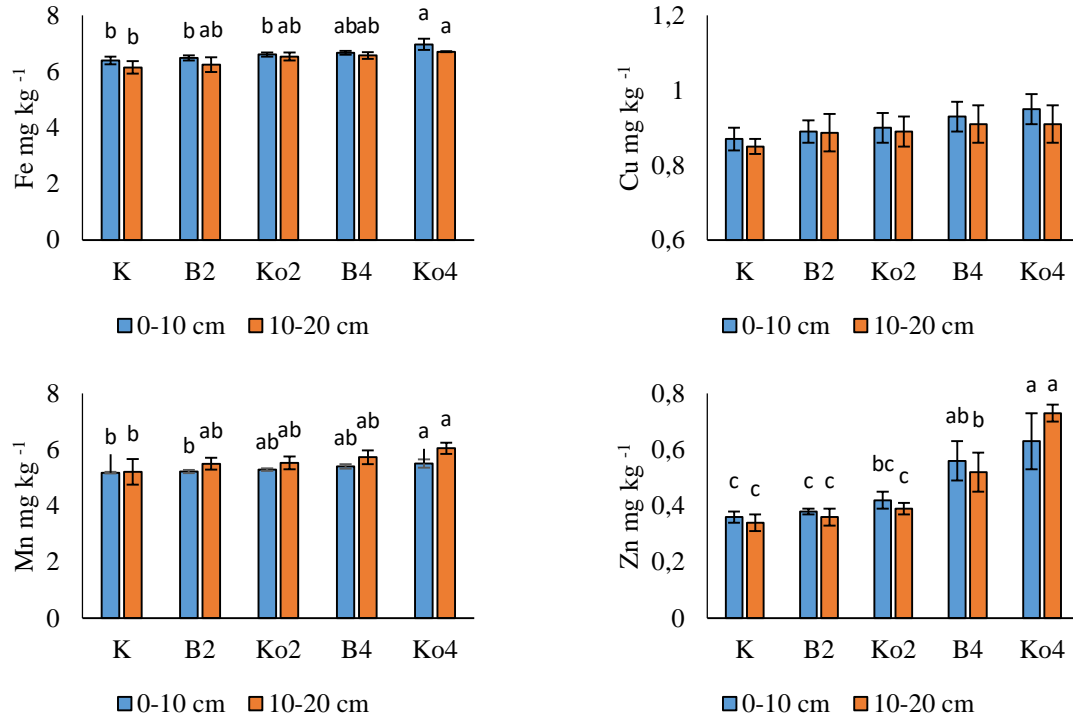 Fe mg kg -1
8
6
4
2
0
b b b ab b ab ab ab a a
K B2 Ko2 B4 Ko4
0-10 cm 10-20 cm
Cu mg kg -1
1,2
1
0,8
0,6
K B2 Ko2 B4 Ko4
0-10 cm 10-20 cm
Mn mg kg -1
8
6
4
2
0
b b b ab ab ab ab ab a a
K B2 Ko2 B4 Ko4
0-10 cm 10-20 cm
Zn mg kg -1
0,8
0,6
0,4
0,2
0
c c c c bc c ab b a a
K B2 Ko2 B4 Ko4
0-10 cm 10-20 cm